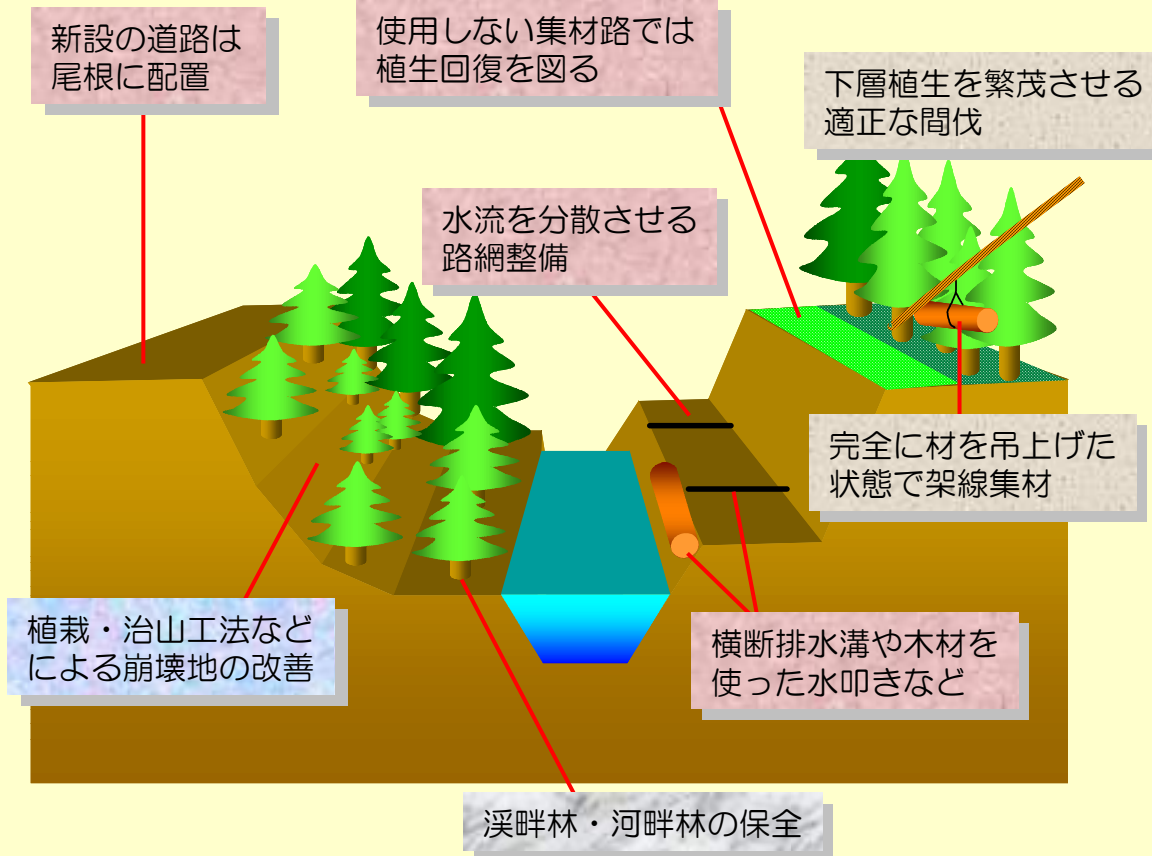 新設の道路は
尾根に配置
使用しない集材路では
植生回復を図る
下層植生を繁茂させる
適正な間伐
水流を分散させる
路網整備
完全に材を吊上げた
状態で架線集材
植栽・治山工法など
による崩壊地の改善
横断排水溝や木材を
使った水叩きなど
渓畔林・河畔林の保全